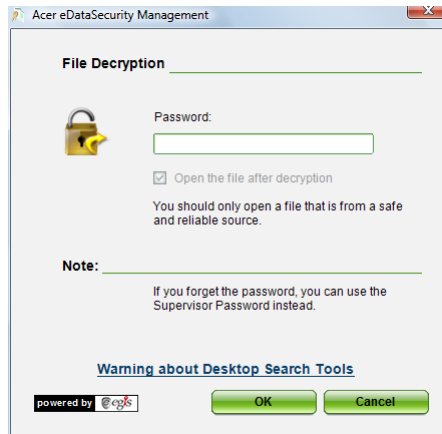 Acer eDataSecurity Management
File Decryption
Password:
Open the file after decryption
You should only open a file that is from a safe
and reliable source.
Note:
If you forget the password, you can use the
Supervisor Password instead.
Warning about Desktop Search Tools
powered by egis
OK
Cancel